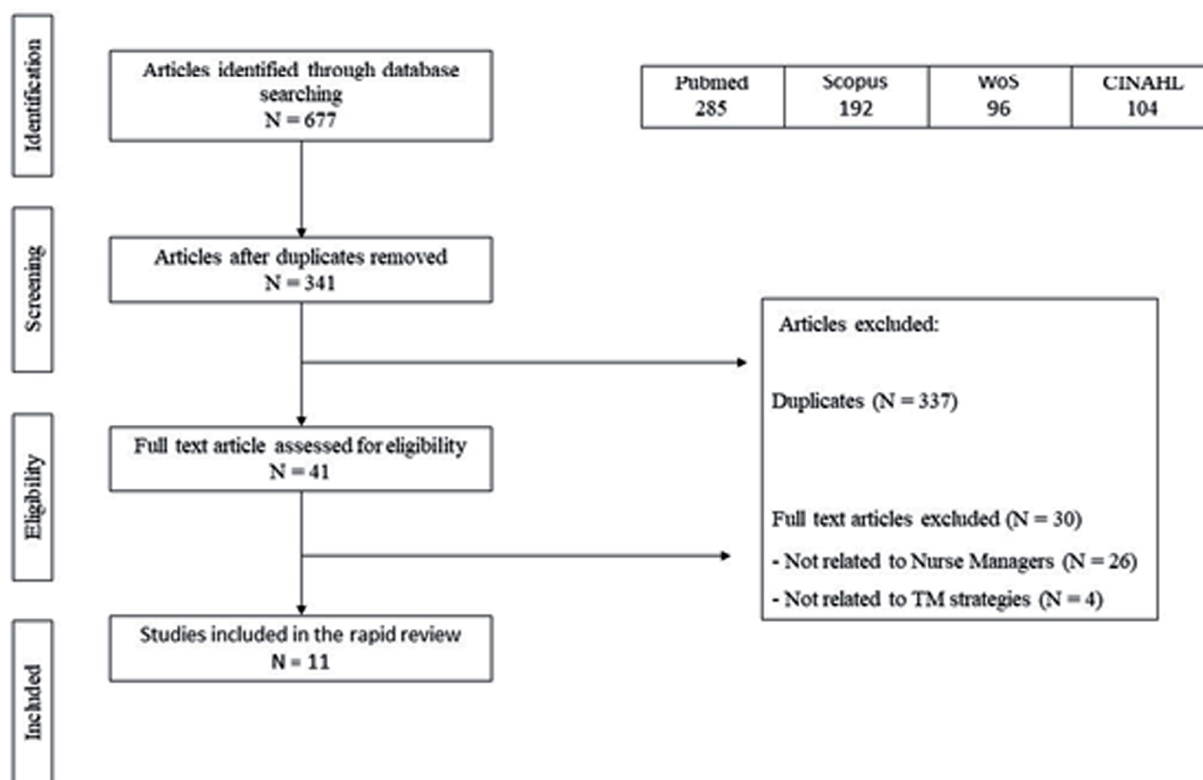 Identification
Articles identified through database
searching
N = 677
Pubmed
285
Scopus
192
WoS
96
CINAHL
104
Screening
Articles after duplicates removed
N = 341
Articles excluded:
Duplicates (N = 337)
Eligibility
Full text article assessed for eligibility
N = 41
Full text articles excluded (N = 30)
- Not related to Nurse Managers (N = 26)
- Not related to TM strategies (N = 4)
Included
Studies included in the rapid review
N = 11